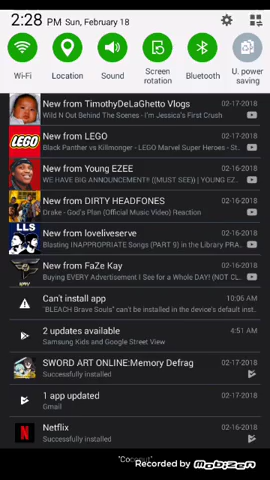 2:28 PM Sun, February 18
Wi-Fi Location Sound Screen rotation Bluetooth U. power saving
New from TimothyDeLaGhetto Vlogs 02-17-2018
Wild N Out Behind The Scenes - I'm Jessica's First Crush
LEGO
New from LEGO 02-17-2018
Black Panther vs Killmonger - LEGO Marvel Super Heroes - St..
New from Young EZEE 02-16-2018
WE HAVE BIG ANNOUNCEMENT!! ((MUST SEE)) | YOUNG EZ..
New from DIRTY HEADFONES 02-16-2018
Drake - God's Plan (Official Music Video) Reaction
LLS
New from loveliveserve 02-16-2018
Blasting INAPPROPRIATE Songs (PART 9) in the Library PRA..
New from FaZe Kay 02-16-2018
Buying EVERY Advertisement I See for a Whole DAY! (NOT CL..
Can't install app 10:06 AM
"BLEACH Brave Souls" can't be installed in the device's default inst..
2 updates available 4:51 AM
Samsung Kids and Google Street View
SWORD ART ONLINE:Memory Defrag 02-17-2018
Successfully installed
1 app updated 02-17-2018
Gmail
N
Netflix 02-16-2018
Successfully installed
Recorded by Mobizen